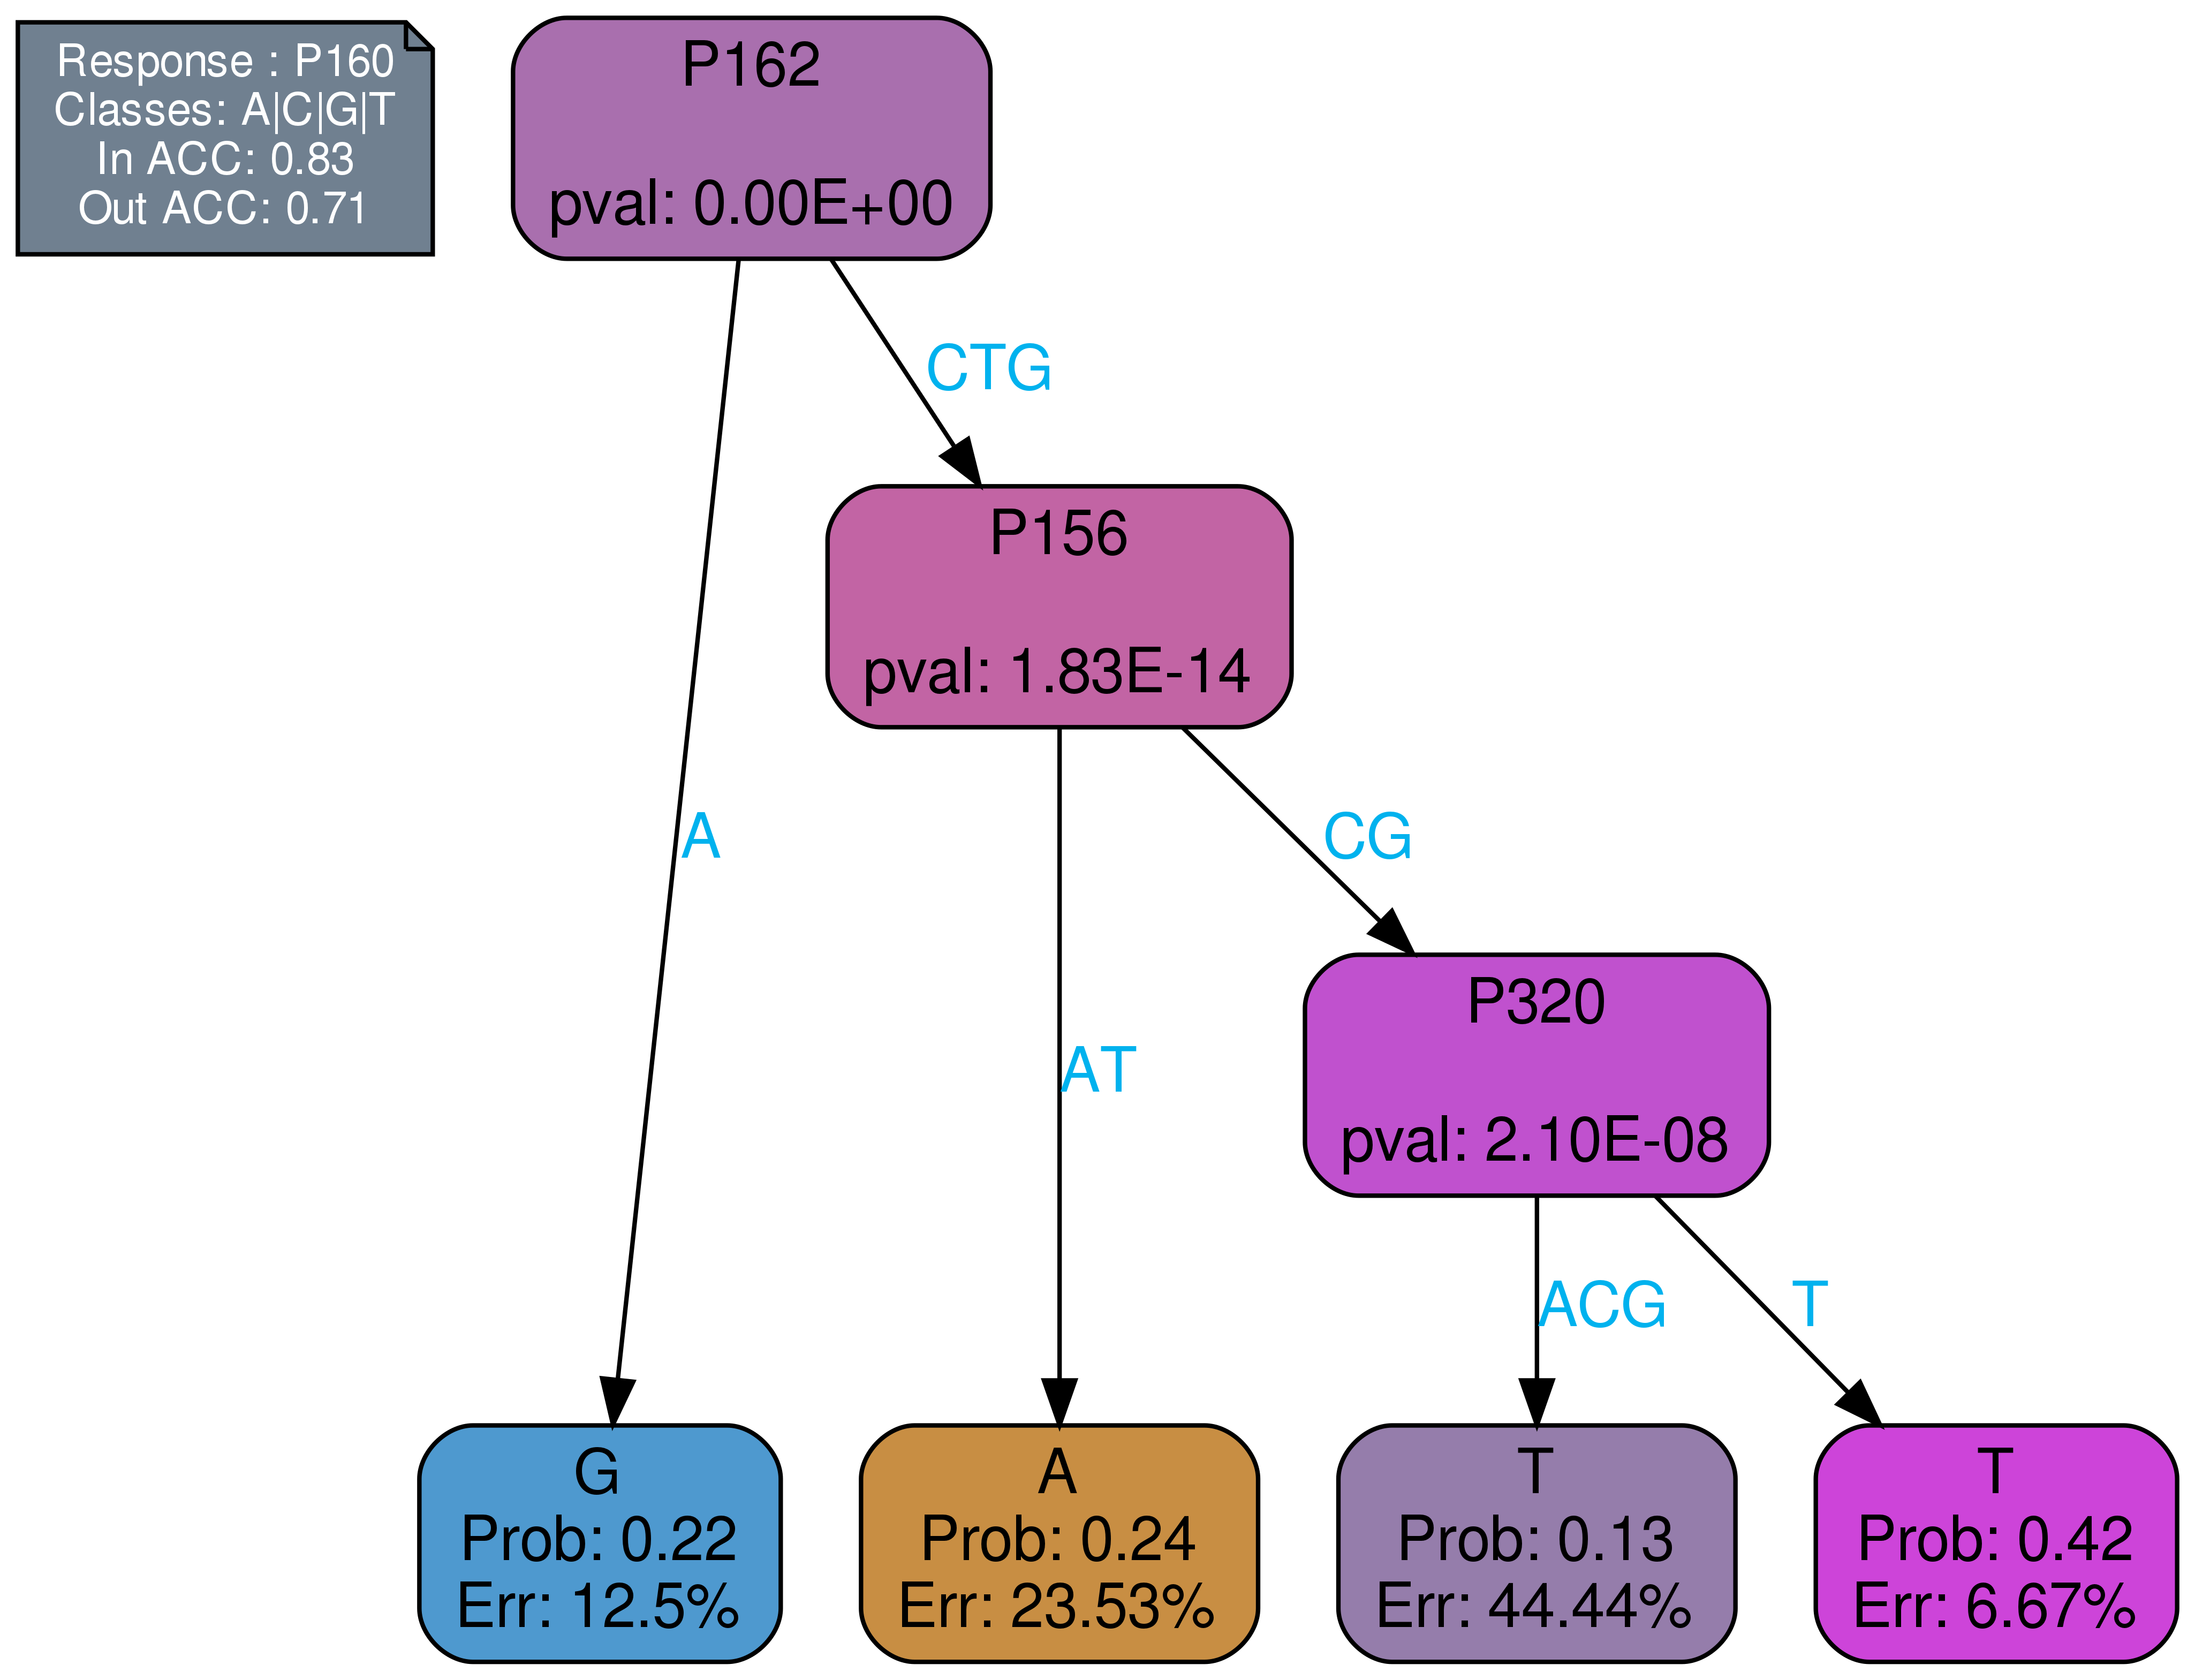 Response : P160
Classes: A|C|G|T
In ACC: 0.83
Out ACC: 0.71
P162
pval: 0.00E+00
CTG
P156
pval: 1.83E-14
A
CG
P320
pval: 2.10E-08
AT
ACG
T
G
Prob: 0.22
Err: 12.5%
A
Prob: 0.24
Err: 23.53%
T
Prob: 0.13
Err: 44.44%
T
Prob: 0.42
Err: 6.67%